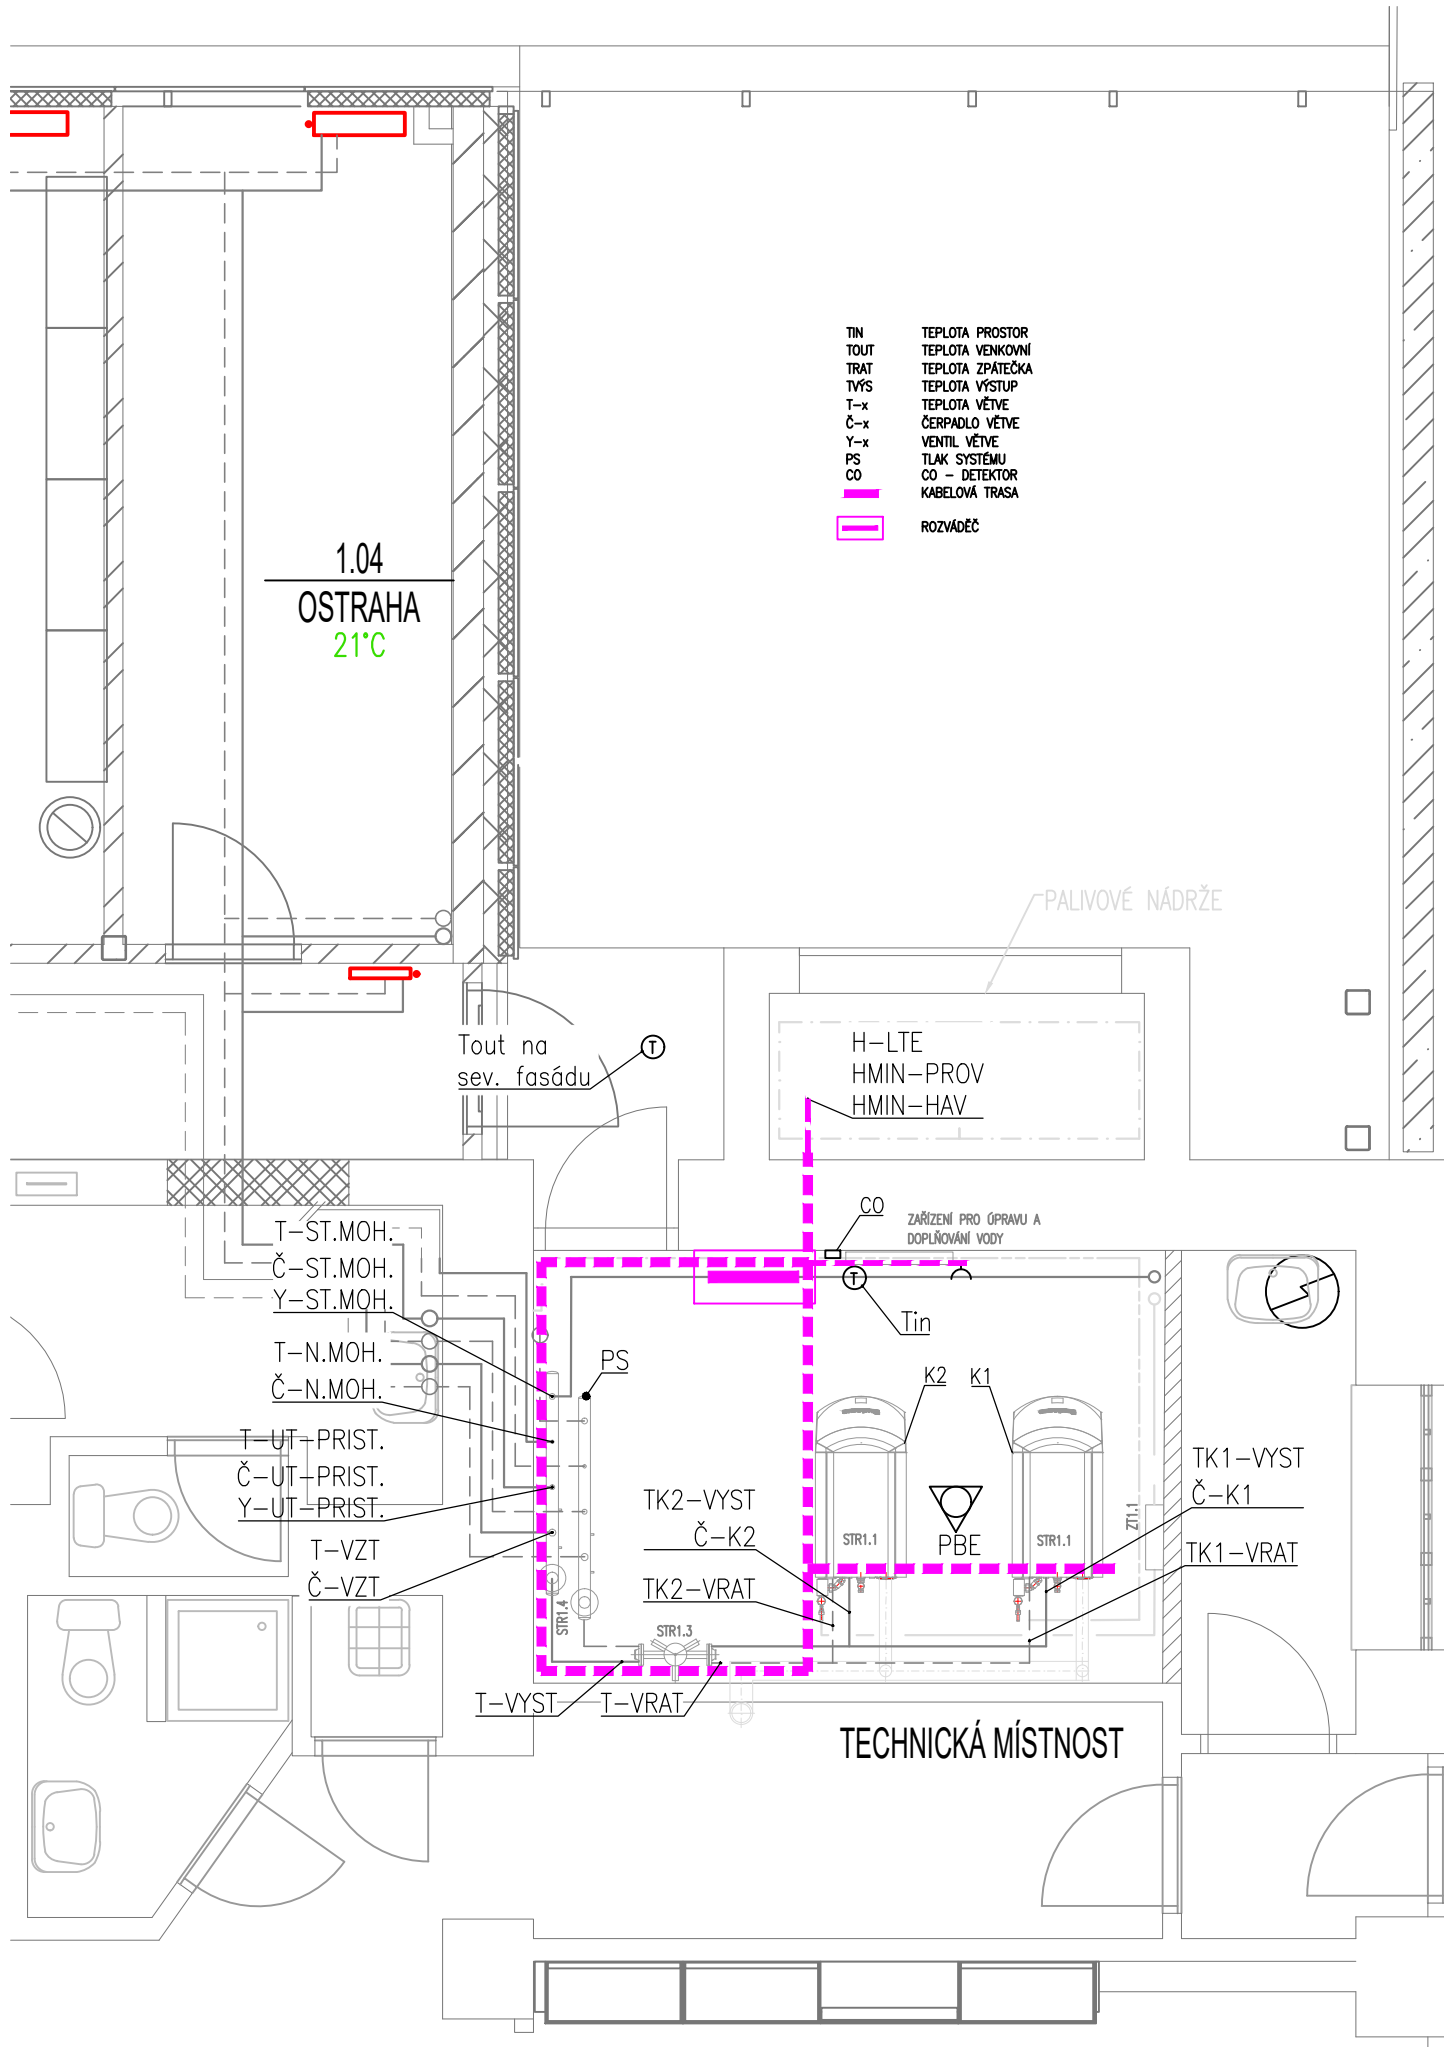 TIN TEPLOTA PROSTOR
TOUT TEPLOTA VENKOVNÍ
TRAT TEPLOTA ZPÁTEČKA
TVÝS TEPLOTA VÝSTUP
T-x TEPLOTA VĚTVE
Č-x ČERPADLO VĚTVE
Y-x VENTIL VĚTVE
PS TLAK SYSTÉMU
CO CO - DETEKTOR
KABELOVÁ TRASA
ROZVÁDĚČ
1.04
OSTRAHA
21°C
PALIVOVÉ NÁDRŽE
Tout na
sev. fasádu
T
H-LTE
HMIN-PROV
HMIN-HAV
CO
ZAŘÍZENÍ PRO ÚPRAVU A
DOPLŇOVÁNÍ VODY
T
Tin
T-ST.MOH.
Č-ST.MOH.
Y-ST.MOH.
T-N.MOH.
Č-N.MOH.
PS
K2
K1
T-UT-PRIST.
Č-UT-PRIST.
Y-UT-PRIST.
T-VZT
Č-VZT
TK2-VYST
Č-K2
TK2-VRAT
STR1.1
PBE
STR1.1
ZT1.1
TK1-VYST
Č-K1
TK1-VRAT
STR1.4
STR1.3
T-VYST
T-VRAT
TECHNICKÁ MÍSTNOST